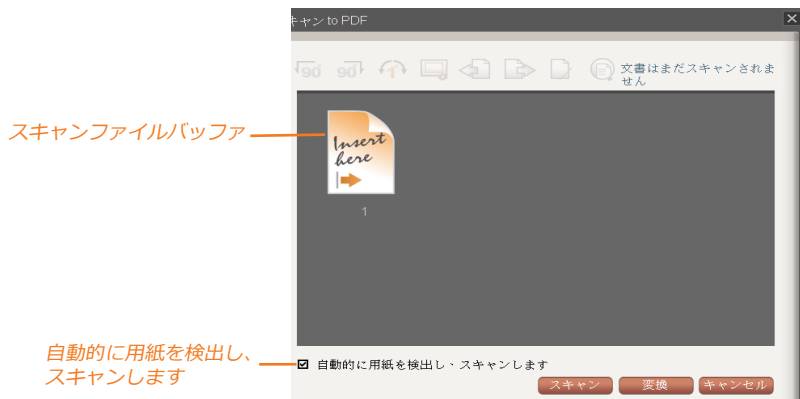 キャン to PDF
90
90
1
文書はまだスキャンされま
せん
スキャンファイルバッファ
Insert
here
1
自動的に用紙を検出し、
スキャンします
自動的に用紙を検出し、スキャンします
スキャン
変換
キャンセル